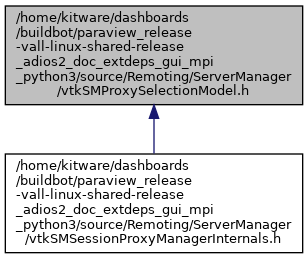 /home/kitware/dashboards
/buildbot/paraview_release
-vall-linux-shared-release
_adios2_doc_extdeps_gui_mpi
_python3/source/Remoting/ServerManager
/vtkSMProxySelectionModel.h
/home/kitware/dashboards
/buildbot/paraview_release
-vall-linux-shared-release
_adios2_doc_extdeps_gui_mpi
_python3/source/Remoting/ServerManager
/vtkSMSessionProxyManagerInternals.h